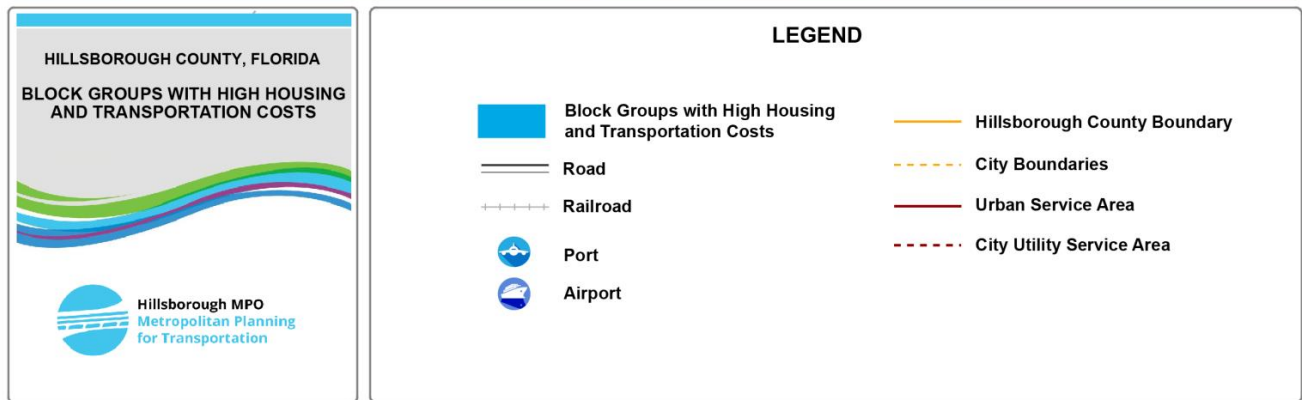 HILLSBOROUGH COUNTY, FLORIDA
BLOCK GROUPS WITH HIGH HOUSING
AND TRANSPORTATION COSTS
Hillsborough MPO
Metropolitan Planning
for Transportation
LEGEND
Block Groups with High Housing
and Transportation Costs
Road
Railroad
Port
Airport
Hillsborough County Boundary
City Boundaries
Urban Service Area
City Utility Service Area